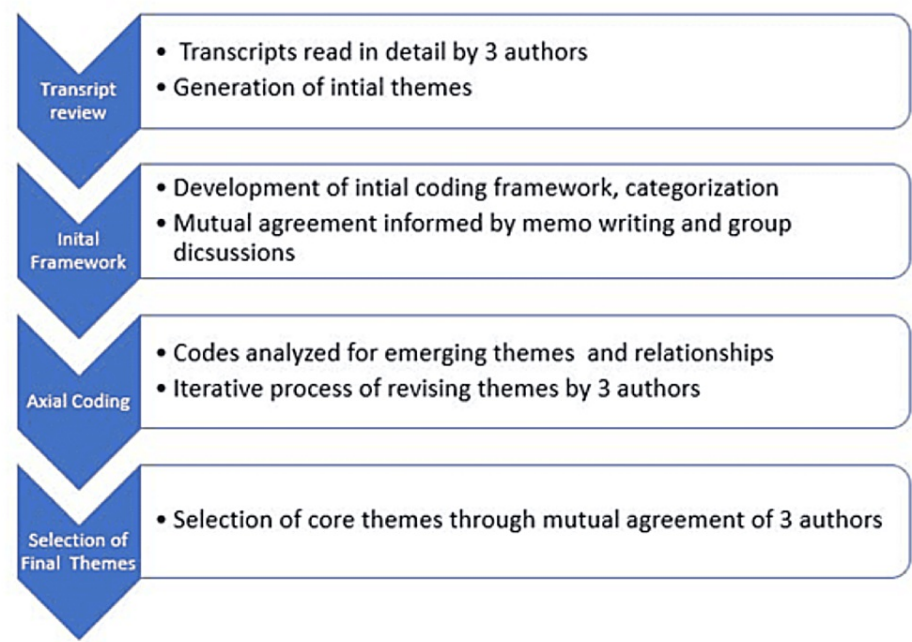 Transript
review
• Transcripts read in detail by 3 authors
• Generation of intial themes
Inital
Framework
• Development of intial coding framework, categorization
• Mutual agreement informed by memo writing and group
dicsussions
Axial Coding
• Codes analyzed for emerging themes and relationships
• Iterative process of revising themes by 3 authors
Selection of
Final Themes
• Selection of core themes through mutual agreement of 3 authors